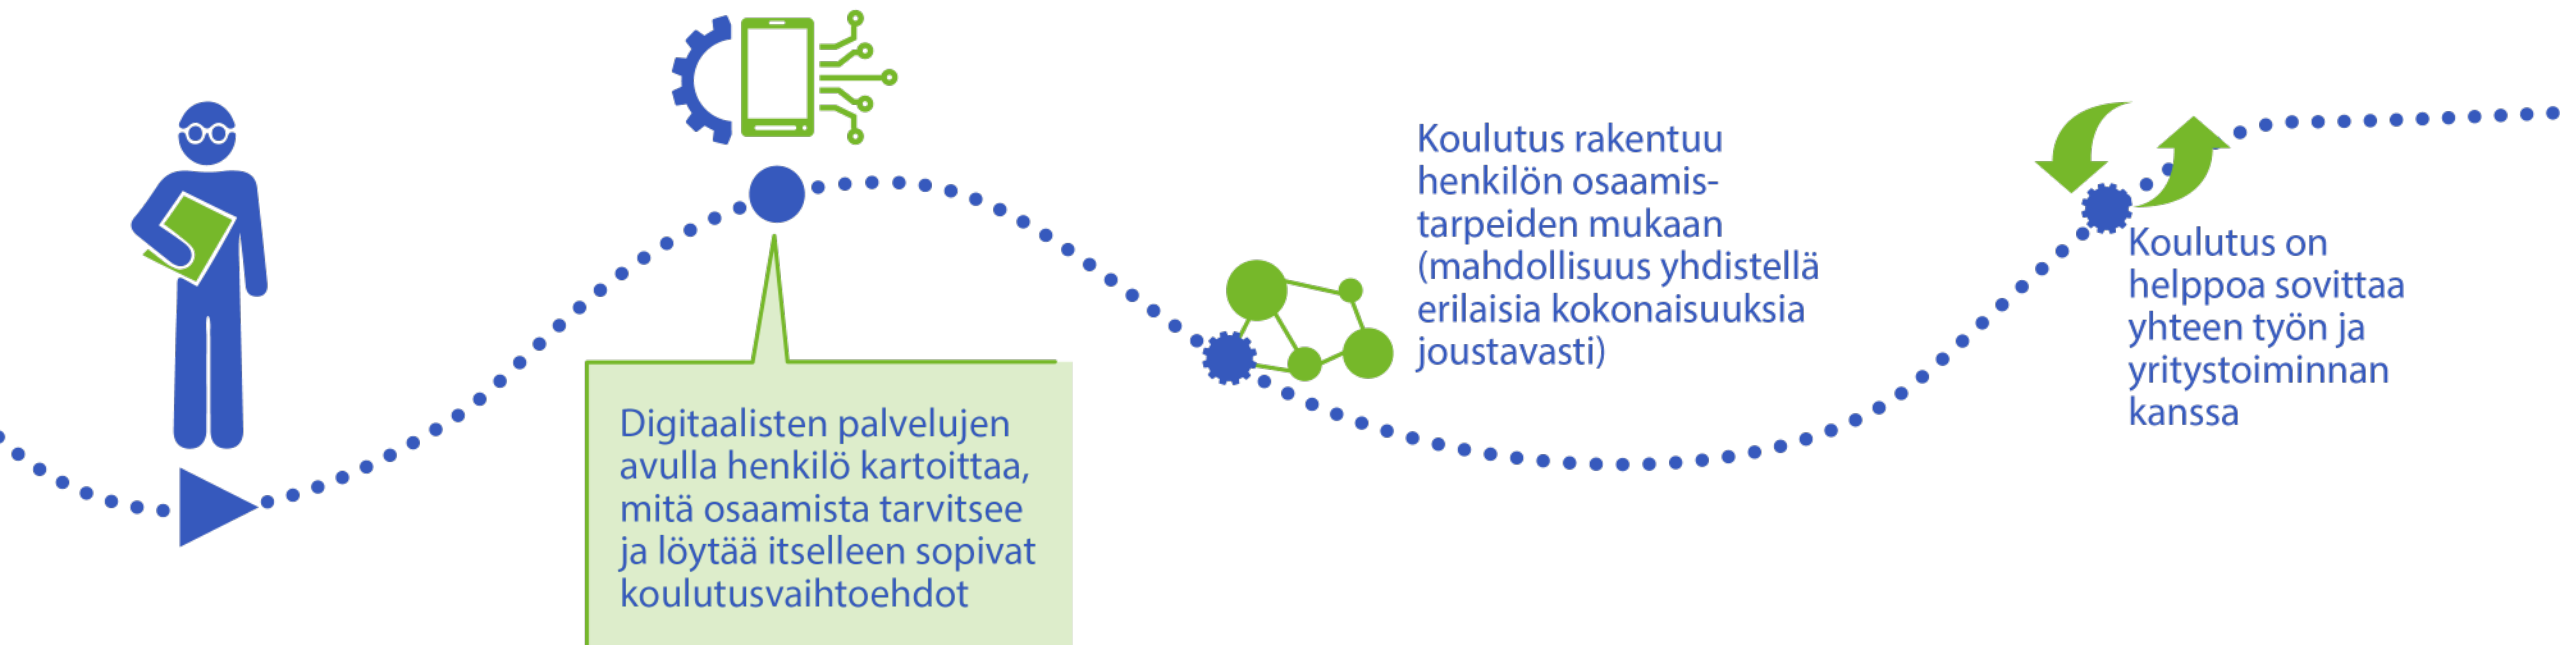 Digitaalisten palvelujen
avulla henkilö kartoittaa,
mitä osaamista tarvitsee
ja löytää itselleen sopivat
koulutusvaihtoehdot
Koulutus rakentuu
henkilön osaamis-
tarpeiden mukaan
(mahdollisuus yhdistellä
erilaisia kokonaisuuksia
joustavasti)
Koulutus on
helppoa sovittaa
yhteen työn ja
yritystoiminnan
kanssa